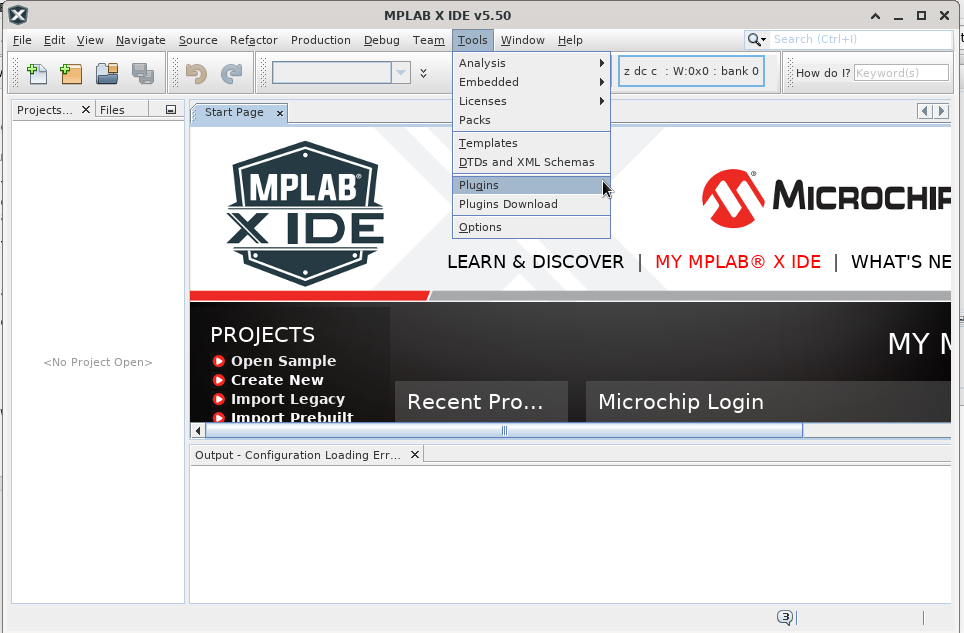 MPLAB X IDE v5.50
File Edit View Navigate Source Refactor Production Debug Team Tools Window Help
Search (Ctrl+I)
z dc c : W:0x0 : bank 0
How do I? Keyword(s)
Analysis
Embedded
Licenses
Packs
Templates
DTDs and XML Schemas
Plugins
Plugins Download
Options
Projects... Files
Start Page
<No Project Open>
MPLAB®
X IDE
MICROCHIP
LEARN & DISCOVER | MY MPLAB® X IDE | WHAT'S NE
PROJECTS
Open Sample
Create New
Import Legacy
Import Prebuilt
MY M
Recent Pro...
Microchip Login
Output - Configuration Loading Err...
3